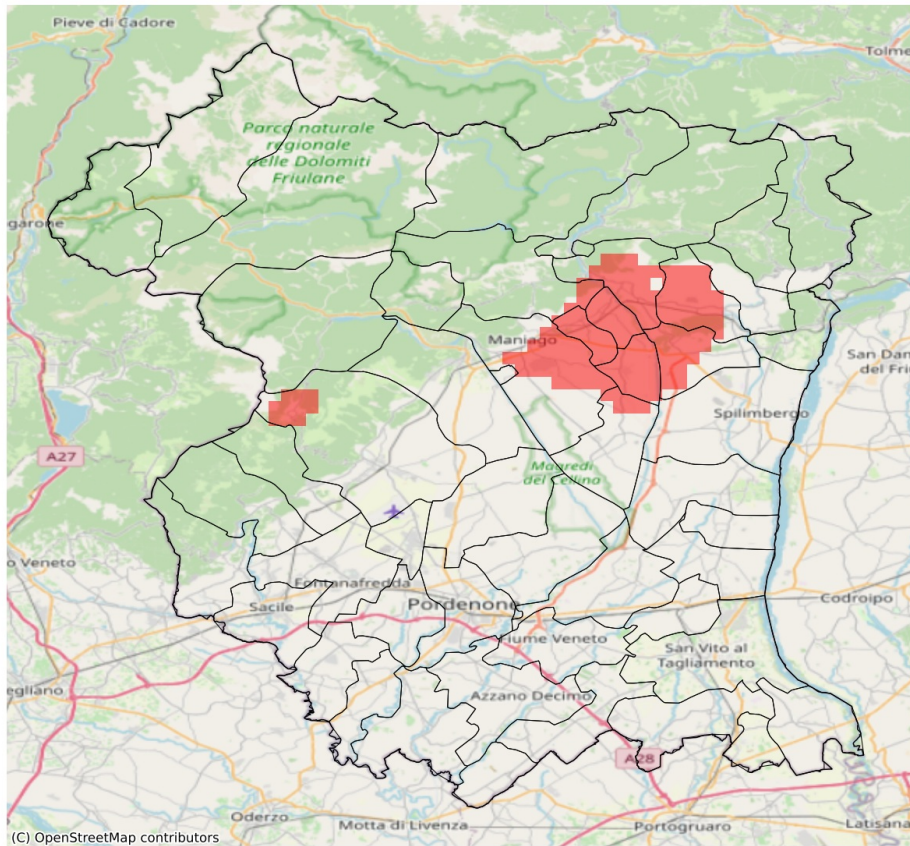 Pieve di Cadore
Tolme
Parco naturale
regionale
delle Dolomiti
Friulane
garone
Maniago
San Dan
del Friu
Spilimbergo
A27
Magredi
del Cellina
o Veneto
Fontanafredda
Codroipo
Sacile
Pordenone
Fiume Veneto
San Vito al
Tagliamento
egliano
Azzano Decimo
A28
Oderzo
Motta di Livenza
Portogruaro
Latisana
(C) OpenStreetMap contributors